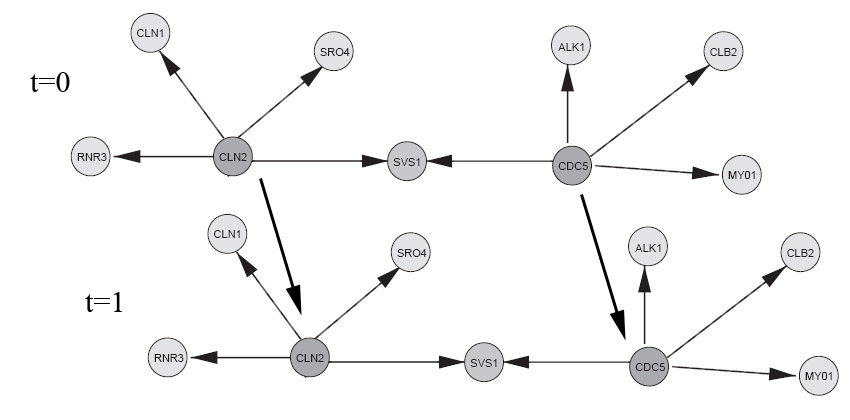 CLN1
SRO4
ALK1
CLB2
t=0
RNR3
CLN2
SVS1
CDC5
MY01
CLN1
SRO4
ALK1
CLB2
t=1
RNR3
CLN2
SVS1
CDC5
MY01